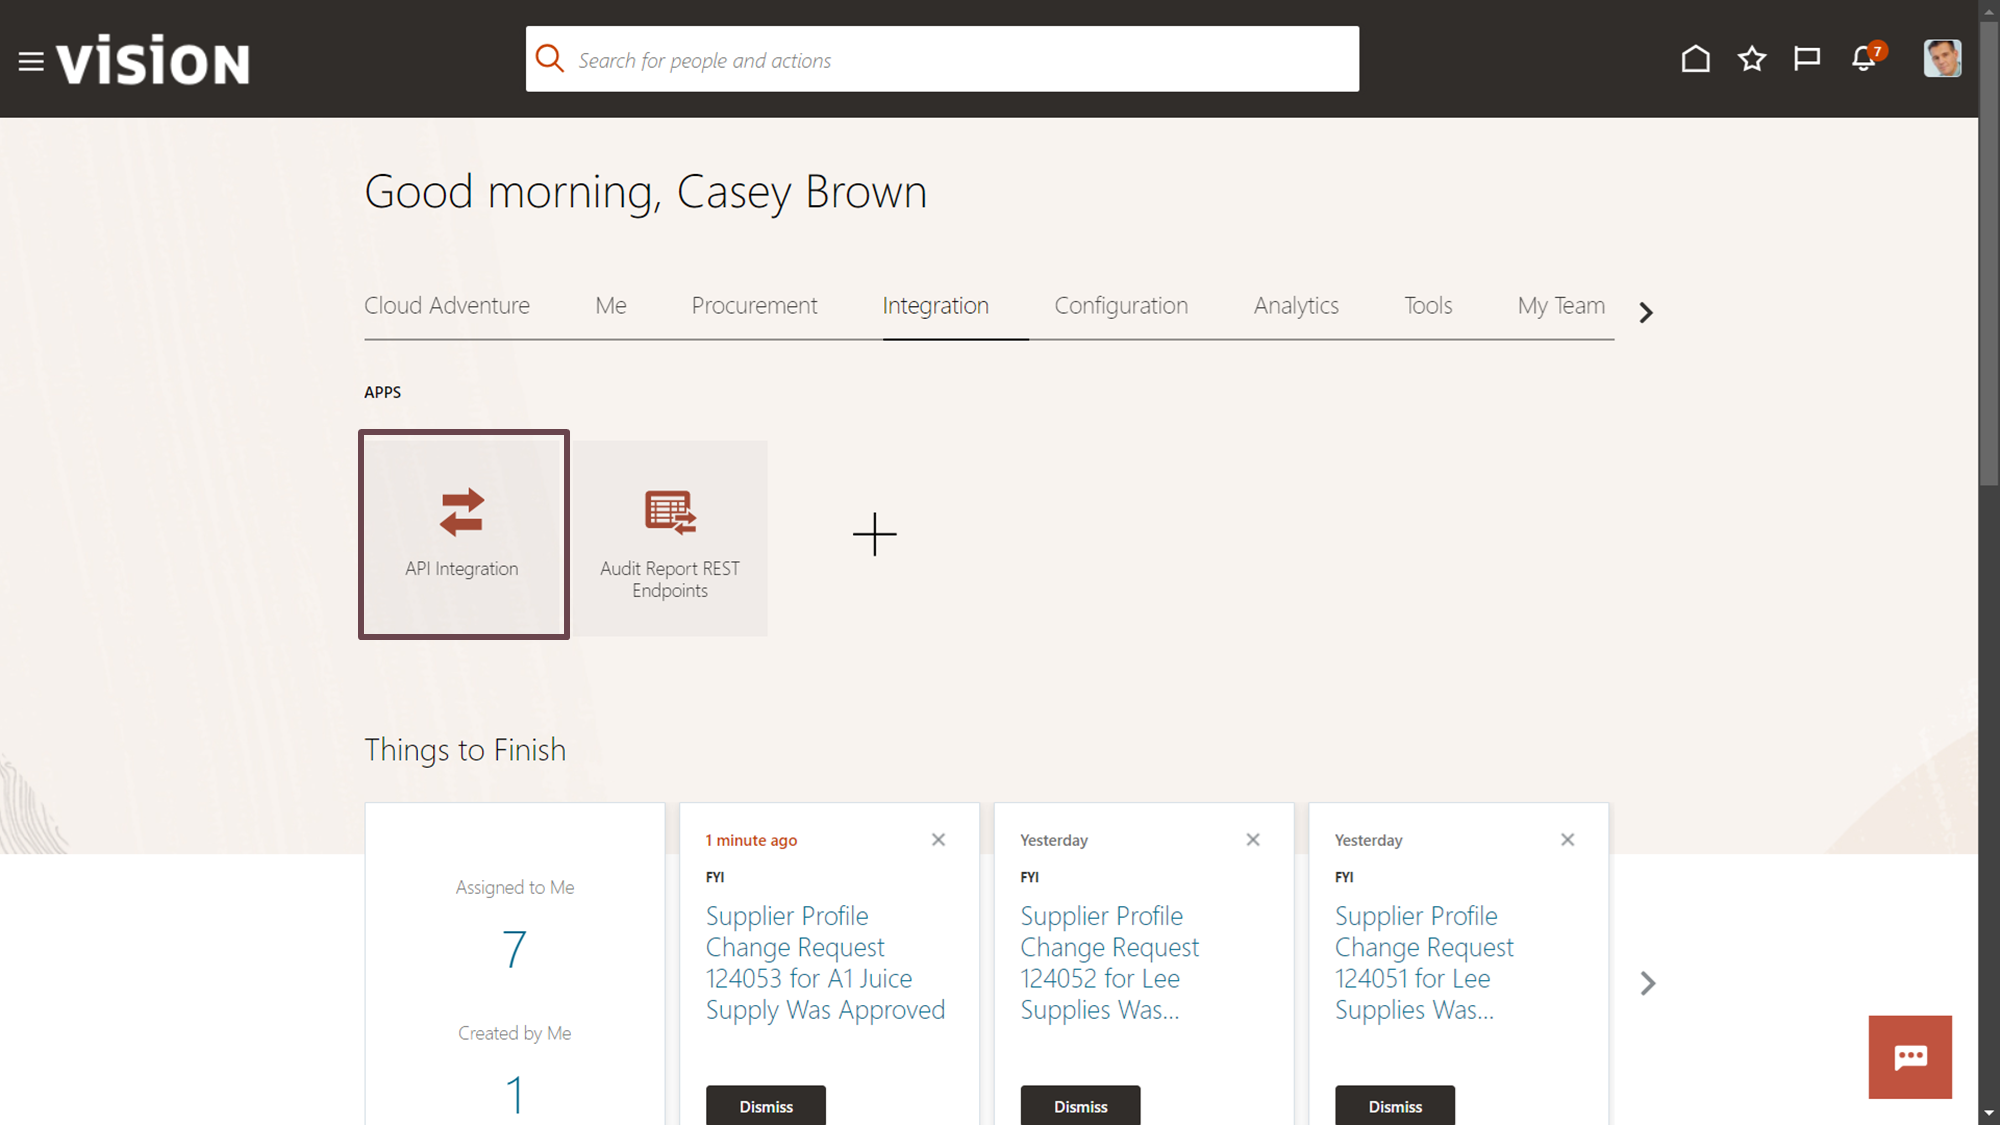 vision
Search for people and actions
7
Good morning, Casey Brown
Cloud Adventure
Me
Procurement
Integration
Configuration
Analytics
Tools
My Team
APPS
API Integration
Audit Report REST
Endpoints
Things to Finish
Assigned to Me
7
Created by Me
1
1 minute ago
FYI
Supplier Profile
Change Request
124053 for A1 Juice
Supply Was Approved
Dismiss
Yesterday
FYI
Supplier Profile
Change Request
124052 for Lee
Supplies Was...
Dismiss
Yesterday
FYI
Supplier Profile
Change Request
124051 for Lee
Supplies Was...
Dismiss